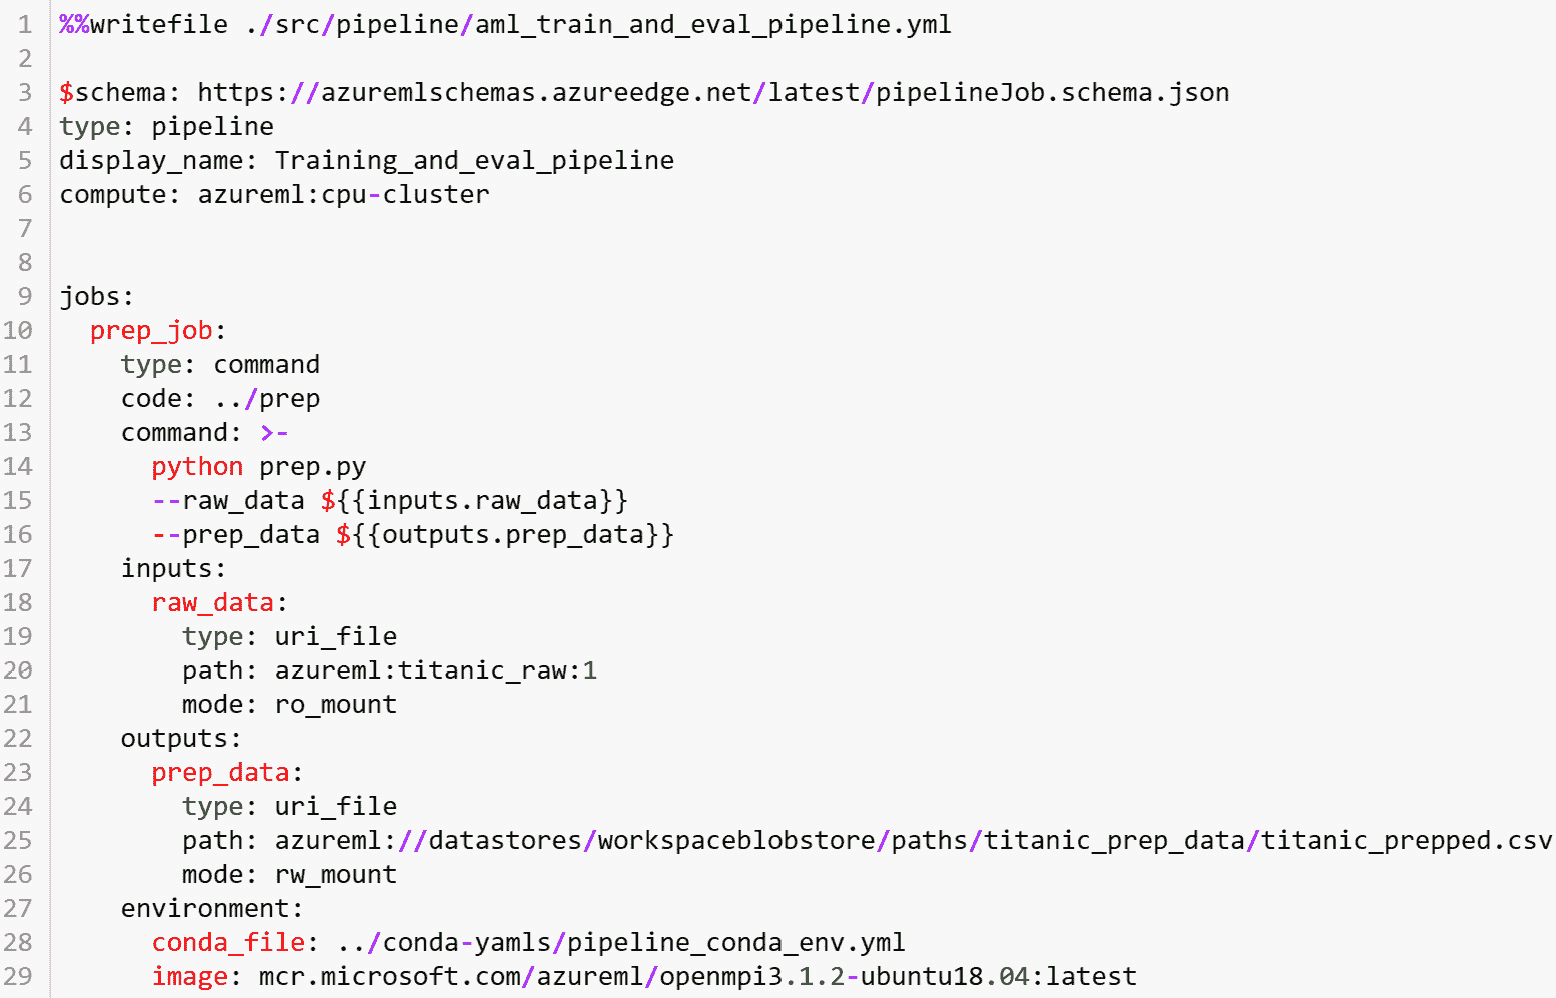 1 %%writefile ./src/pipeline/aml_train_and_eval_pipeline.yml
2
3 $schema: https://azuremlschemas.azureedge.net/latest/pipelineJob.schema.json
4 type: pipeline
5 display_name: Training_and_eval_pipeline
6 compute: azureml:cpu-cluster
7
8
9 jobs:
10   prep_job:
11     type: command
12     code: ../prep
13     command: >-
14       python prep.py
15       --raw_data ${{inputs.raw_data}}
16       --prep_data ${{outputs.prep_data}}
17     inputs:
18       raw_data:
19         type: uri_file
20         path: azureml:titanic_raw:1
21         mode: ro_mount
22     outputs:
23       prep_data:
24         type: uri_file
25         path: azureml://datastores/workspaceblobstore/paths/titanic_prep_data/titanic_prepped.csv
26         mode: rw_mount
27     environment:
28       conda_file: ../conda-yamls/pipeline_conda_env.yml
29       image: mcr.microsoft.com/azureml/openmpi3.1.2-ubuntu18.04:latest